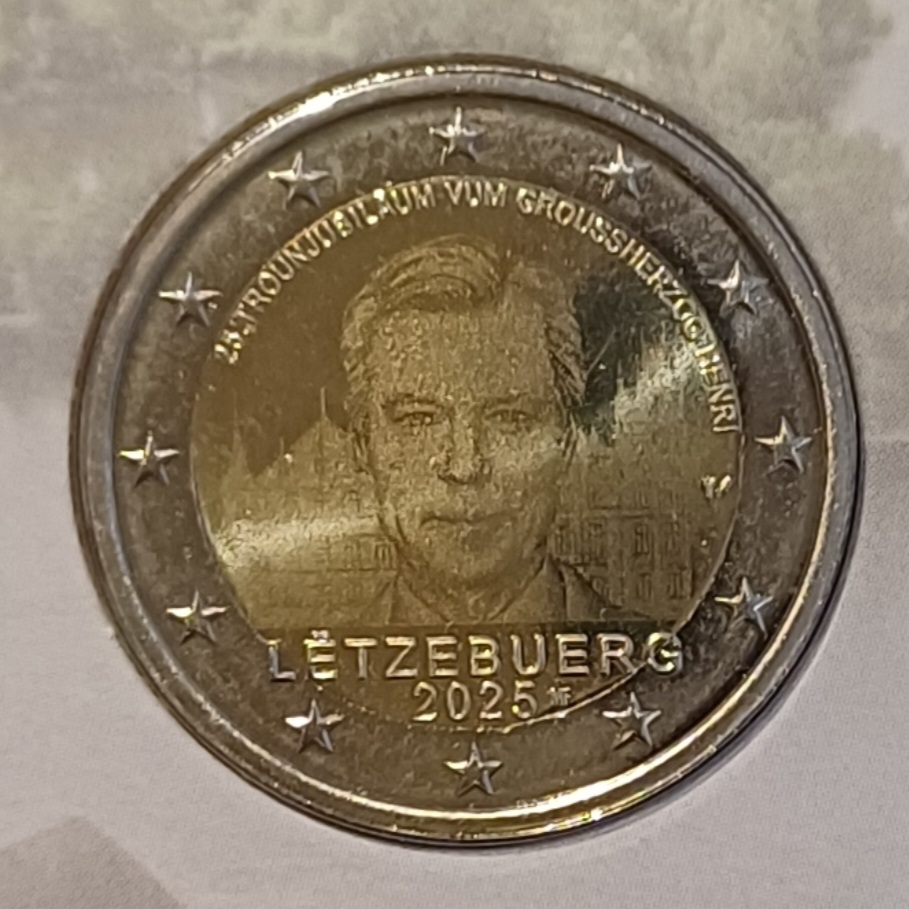 25. TROUNJUBILÄUM VUM GROUSSHERZOG HENRI
LËTZEBUERG
2025